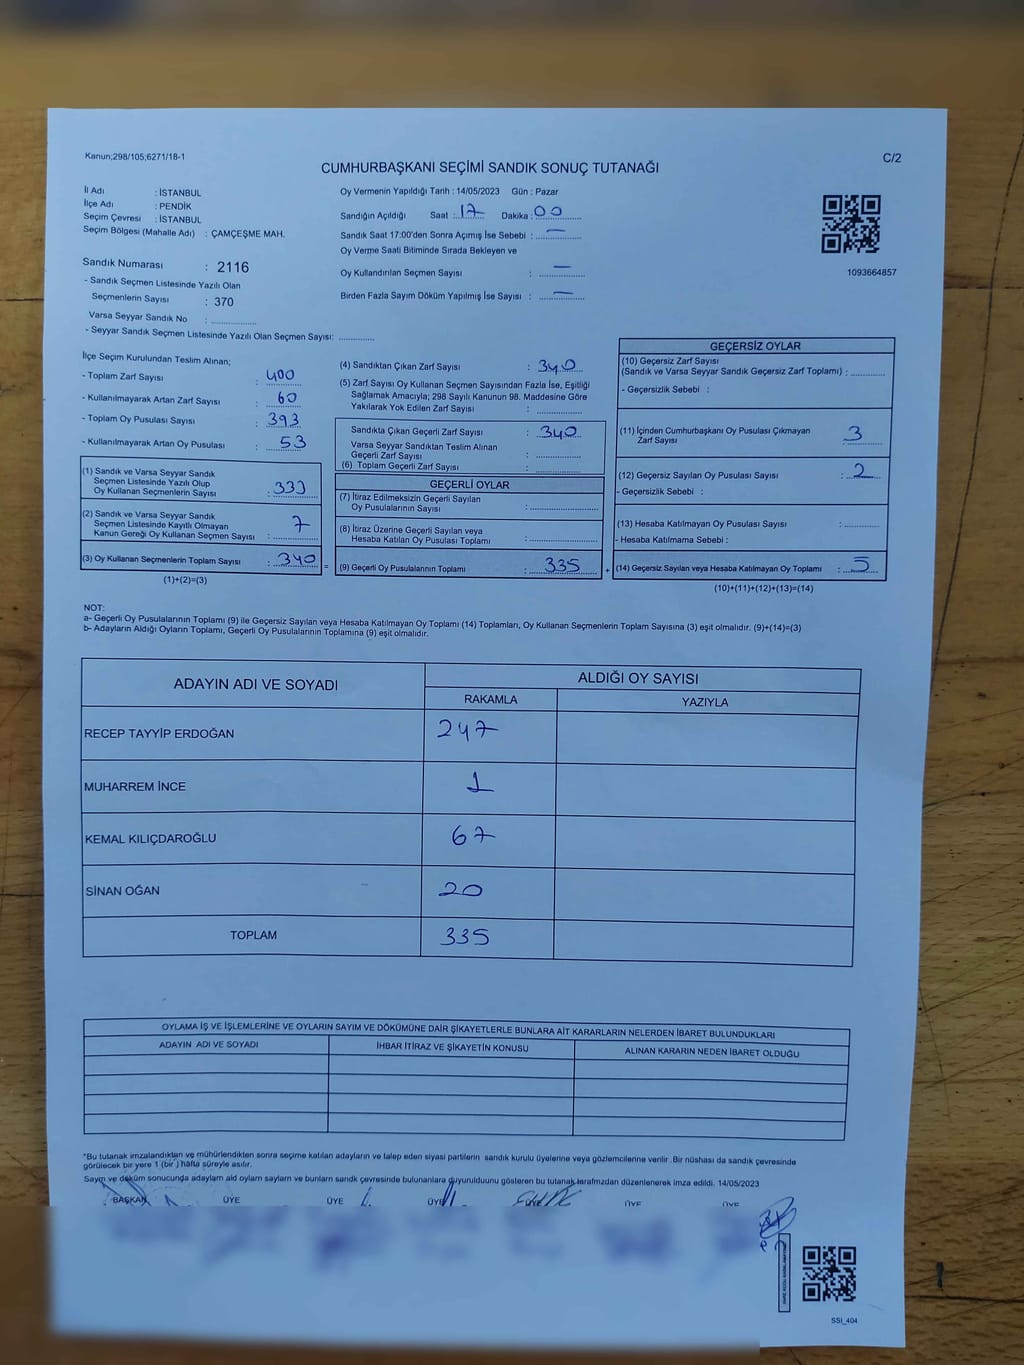 Kanun;298/105;6271/18-1
C/2
CUMHURBAŞKANI SEÇİMİ SANDIK SONUÇ TUTANAĞI
İl Adı : İSTANBUL
İlçe Adı : PENDİK
Seçim Çevresi : İSTANBUL
Seçim Bölgesi (Mahalle Adı) : ÇAMÇEŞME MAH.
Sandık Numarası : 2116
- Sandık Seçmen Listesinde Yazılı Olan
Seçmenlerin Sayısı : 370
Varsa Seyyar Sandık No :
- Seyyar Sandık Seçmen Listesinde Yazılı Olan Seçmen Sayısı:
Oy Vermenin Yapıldığı Tarih : 14/05/2023 Gün : Pazar
Sandığın Açıldığı Saat : 17 Dakika : 00
Sandık Saat 17:00'den Sonra Açımış İse Sebebi : —
Oy Verme Saati Bitiminde Sırada Bekleyen ve
Oy Kullandırılan Seçmen Sayısı : —
Birden Fazla Sayım Döküm Yapılmış İse Sayısı : —
1093664857
İlçe Seçim Kurulundan Teslim Alınan;
- Toplam Zarf Sayısı : 400
- Kullanılmayarak Artan Zarf Sayısı : 60
- Toplam Oy Pusulası Sayısı : 393
- Kullanılmayarak Artan Oy Pusulası : 53
(1) Sandık ve Varsa Seyyar Sandık
Seçmen Listesinde Yazılı Olup
Oy Kullanan Seçmenlerin Sayısı : 333
(2) Sandık ve Varsa Seyyar Sandık
Seçmen Listesinde Kayıtlı Olmayan
Kanun Gereği Oy Kullanan Seçmen Sayısı : 7
(3) Oy Kullanan Seçmenlerin Toplam Sayısı : 340 =
(1)+(2)=(3)
(4) Sandıktan Çıkan Zarf Sayısı : 340
(5) Zarf Sayısı Oy Kullanan Seçmen Sayısından Fazla İse, Eşitliği
Sağlamak Amacıyla; 298 Sayılı Kanunun 98. Maddesine Göre
Yakılarak Yok Edilen Zarf Sayısı :
Sandıkta Çıkan Geçerli Zarf Sayısı : 340
Varsa Seyyar Sandıktan Teslim Alınan
Geçerli Zarf Sayısı :
(6) Toplam Geçerli Zarf Sayısı :
GEÇERLİ OYLAR
(7) İtiraz Edilmeksizin Geçerli Sayılan
Oy Pusulalarının Sayısı :
(8) İtiraz Üzerine Geçerli Sayılan veya
Hesaba Katılan Oy Pusulası Toplamı :
(9) Geçerli Oy Pusulalarının Toplamı : 335 +
GEÇERSİZ OYLAR
(10) Geçersiz Zarf Sayısı
(Sandık ve Varsa Seyyar Sandık Geçersiz Zarf Toplamı) :
- Geçersizlik Sebebi :
(11) İçinden Cumhurbaşkanı Oy Pusulası Çıkmayan
Zarf Sayısı : 3
(12) Geçersiz Sayılan Oy Pusulası Sayısı : 2
- Geçersizlik Sebebi :
(13) Hesaba Katılmayan Oy Pusulası Sayısı :
- Hesaba Katılmama Sebebi :
(14) Geçersiz Sayılan veya Hesaba Katılmayan Oy Toplamı : 5
(10)+(11)+(12)+(13)=(14)
NOT:
a- Geçerli Oy Pusulalarının Toplamı (9) ile Geçersiz Sayılan veya Hesaba Katılmayan Oy Toplamı (14) Toplamları, Oy Kullanan Seçmenlerin Toplam Sayısına (3) eşit olmalıdır. (9)+(14)=(3)
b- Adayların Aldığı Oyların Toplamı, Geçerli Oy Pusulalarının Toplamına (9) eşit olmalıdır.
ADAYIN ADI VE SOYADI ALDIĞI OY SAYISI
RAKAMLA YAZIYLA
RECEP TAYYİP ERDOĞAN 247
MUHARREM İNCE 1
KEMAL KILIÇDAROĞLU 67
SİNAN OĞAN 20
TOPLAM 335
OYLAMA İŞ VE İŞLEMLERİNE VE OYLARIN SAYIM VE DÖKÜMÜNE DAİR ŞİKAYETLERLE BUNLARA AİT KARARLARIN NELERDEN İBARET BULUNDUKLARI
ADAYIN ADI VE SOYADI İHBAR İTİRAZ VE ŞİKAYETİN KONUSU ALINAN KARARIN NEDEN İBARET OLDUĞU
*Bu tutanak imzalandıktan ve mühürlendikten sonra seçime katılan adayların ve talep eden siyasi partilerin sandık kurulu üyelerine veya gözlemcilerine verilir .Bir nüshası da sandık çevresinde
görülecek bir yere 1 (bir ) hafta süreyle asılır.
Sayım ve döküm sonucunda adayların aldığı oyların sayıları ve bunların sandık çevresinde bulunanlara duyurulduğunu gösteren bu tutanak tarafımızdan düzenlenerek imza edildi. 14/05/2023
BAŞKAN ÜYE ÜYE ÜYE ÜYE ÜYE ÜYE
SSI_404